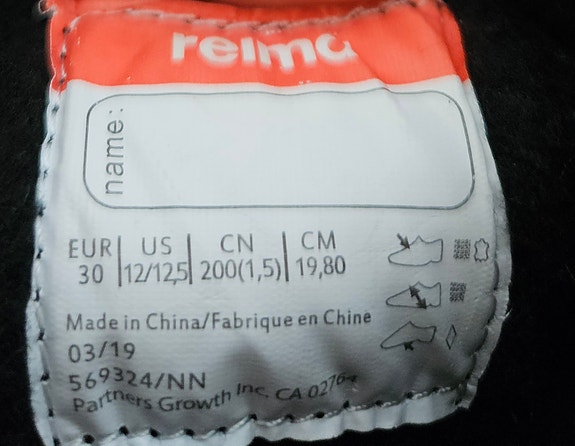 reima
name:
EUR US CN CM
30 12/12,5 200(1,5) 19,80
Made in China/Fabrique en Chine
03/19
569324/NN
Partners Growth Inc. CA 02764